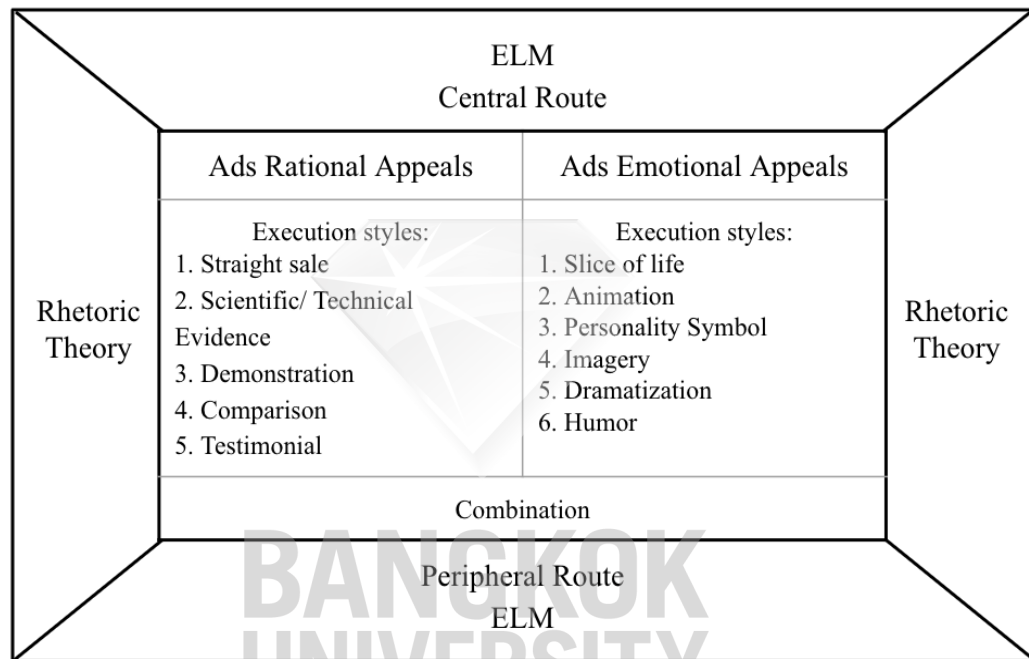 ELM
Central Route
Rhetoric
Theory
Ads Rational Appeals
Execution styles:
1. Straight sale
2. Scientific/ Technical
Evidence
3. Demonstration
4. Comparison
5. Testimonial
Ads Emotional Appeals
Execution styles:
1. Slice of life
2. Animation
3. Personality Symbol
4. Imagery
5. Dramatization
6. Humor
Combination
Rhetoric
Theory
Peripheral Route
ELM
BANGKOK
UNIVERSITY